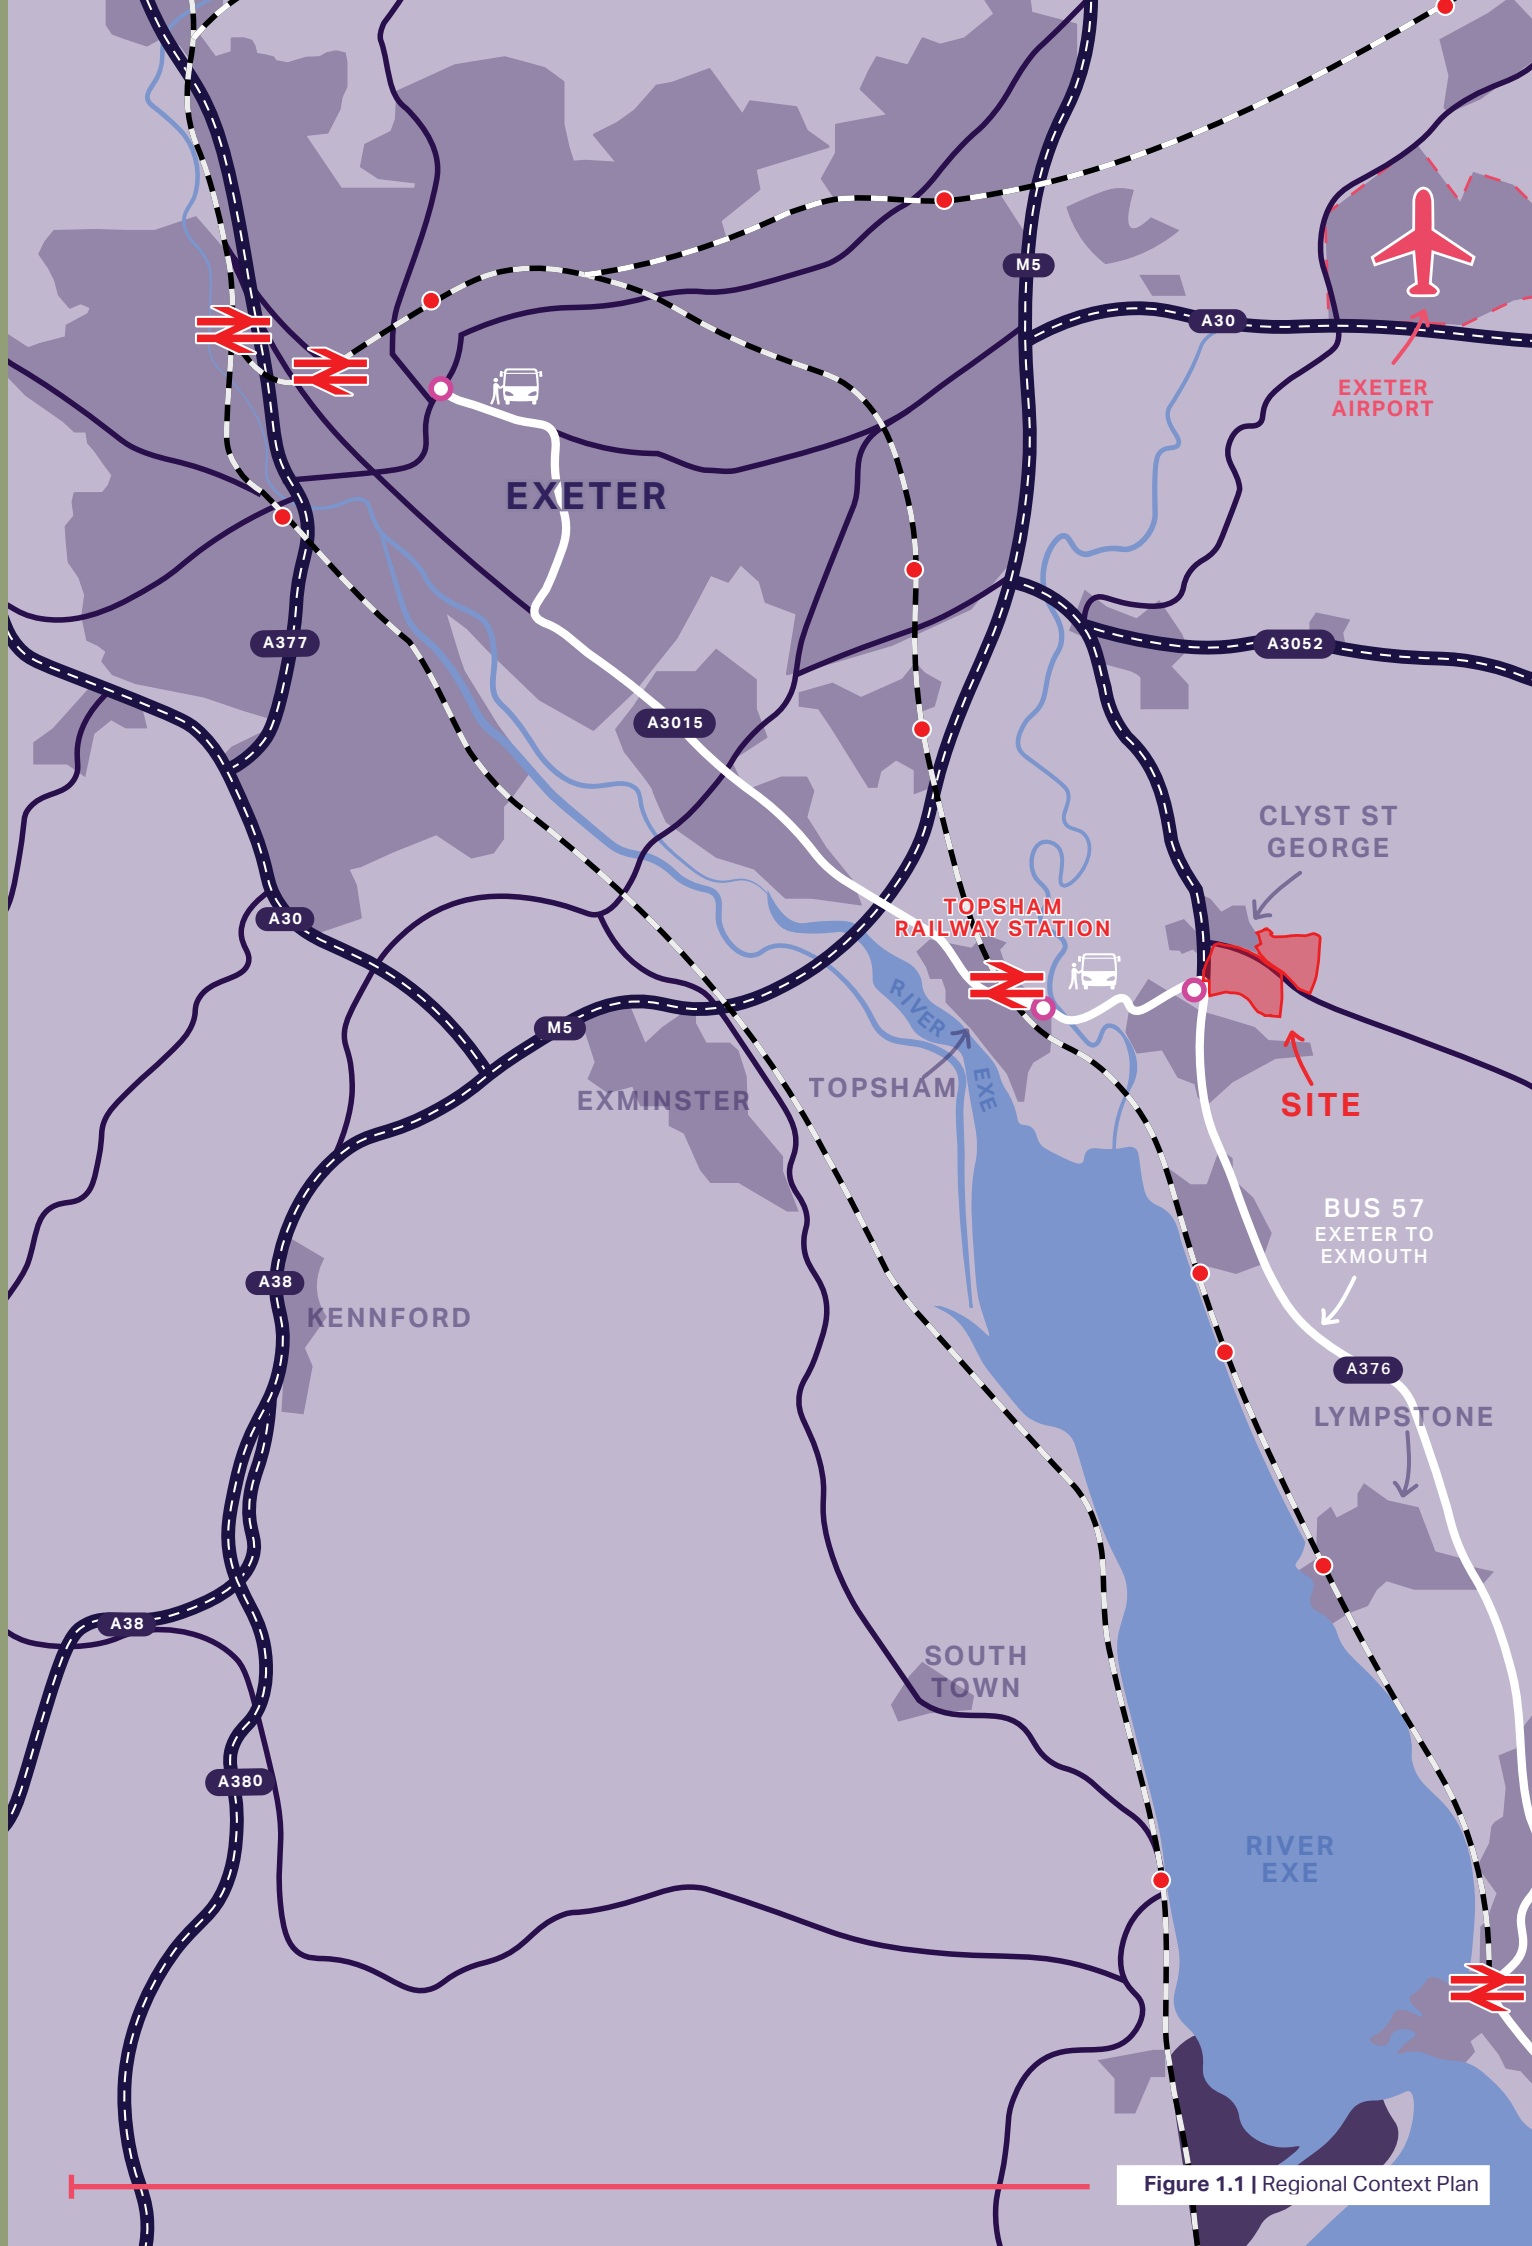 M5
A30
EXETER
AIRPORT
EXETER
A377
A3052
A3015
CLYST ST
GEORGE
TOPSHAM
RAILWAY STATION
A30
RIVER
EXE
M5
TOPSHAM
EXMINSTER
SITE
BUS 57
EXETER TO
EXMOUTH
A38
KENNFORD
A376
LYMPSTONE
A38
SOUTH
TOWN
A380
RIVER
EXE
Figure 1.1 | Regional Context Plan